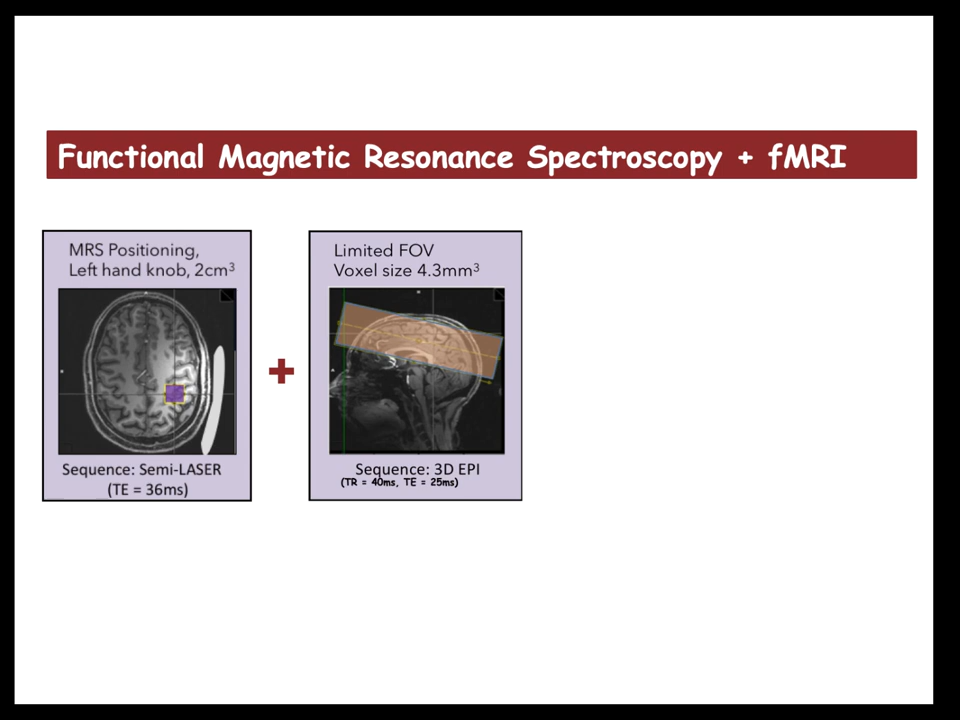 Functional Magnetic Resonance Spectroscopy + fMRI
MRS Positioning,
Left hand knob, 2cm³
Sequence: Semi-LASER
(TE = 36ms)
+
Limited FOV
Voxel size 4.3mm³
Sequence: 3D EPI
(TR = 40ms, TE = 25ms)